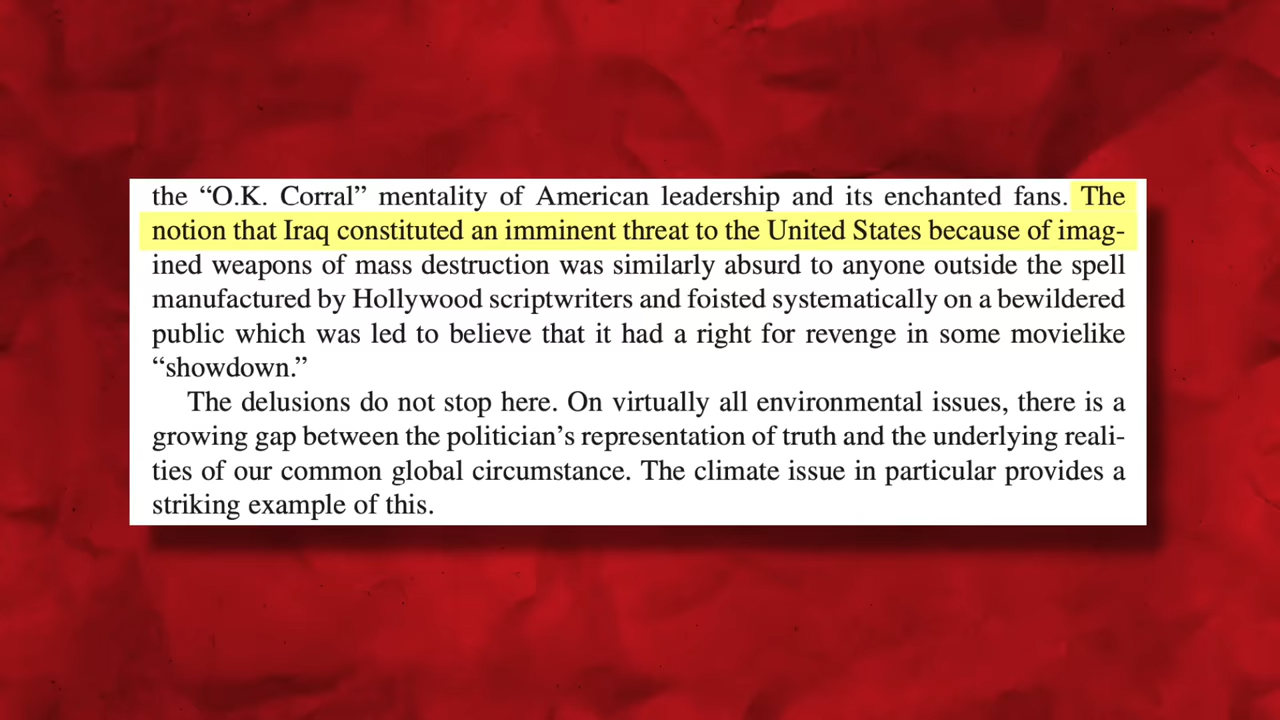 the “O.K. Corral” mentality of American leadership and its enchanted fans. The
notion that Iraq constituted an imminent threat to the United States because of imag-
ined weapons of mass destruction was similarly absurd to anyone outside the spell
manufactured by Hollywood scriptwriters and foisted systematically on a bewildered
public which was led to believe that it had a right for revenge in some movielike
“showdown.”
The delusions do not stop here. On virtually all environmental issues, there is a
growing gap between the politician’s representation of truth and the underlying reali-
ties of our common global circumstance. The climate issue in particular provides a
striking example of this.